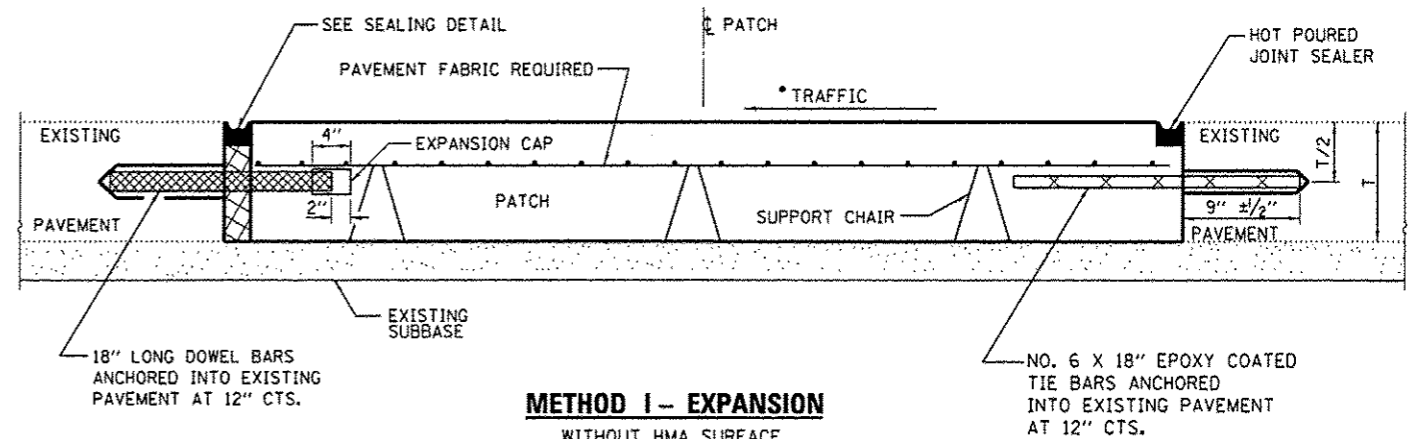 SEE SEALING DETAIL
℄ PATCH
HOT POURED
JOINT SEALER
PAVEMENT FABRIC REQUIRED
* TRAFFIC
EXISTING
4"
EXPANSION CAP
EXISTING
T/2
T
2"
PATCH
SUPPORT CHAIR
9" ±1/2"
PAVEMENT
PAVEMENT
EXISTING
SUBBASE
18" LONG DOWEL BARS
ANCHORED INTO EXISTING
PAVEMENT AT 12" CTS.
NO. 6 X 18" EPOXY COATED
TIE BARS ANCHORED
INTO EXISTING PAVEMENT
AT 12" CTS.
METHOD I - EXPANSION
WITHOUT HMA SURFACE